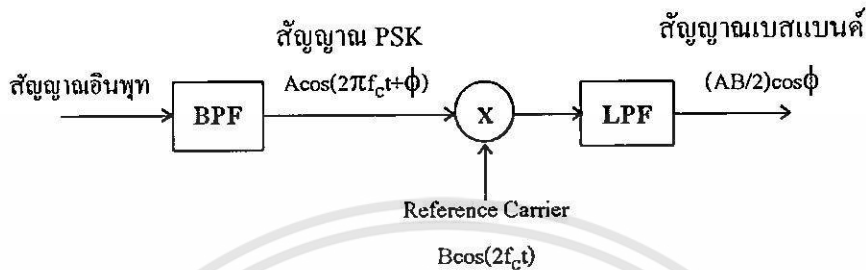 สัญญาณ PSK
สัญญาณเบสแบนด์
สัญญาณอินพุท
Acos(2πf_ct+ϕ)
(AB/2)cosϕ
BPF
X
LPF
Reference Carrier
Bcos(2f_ct)